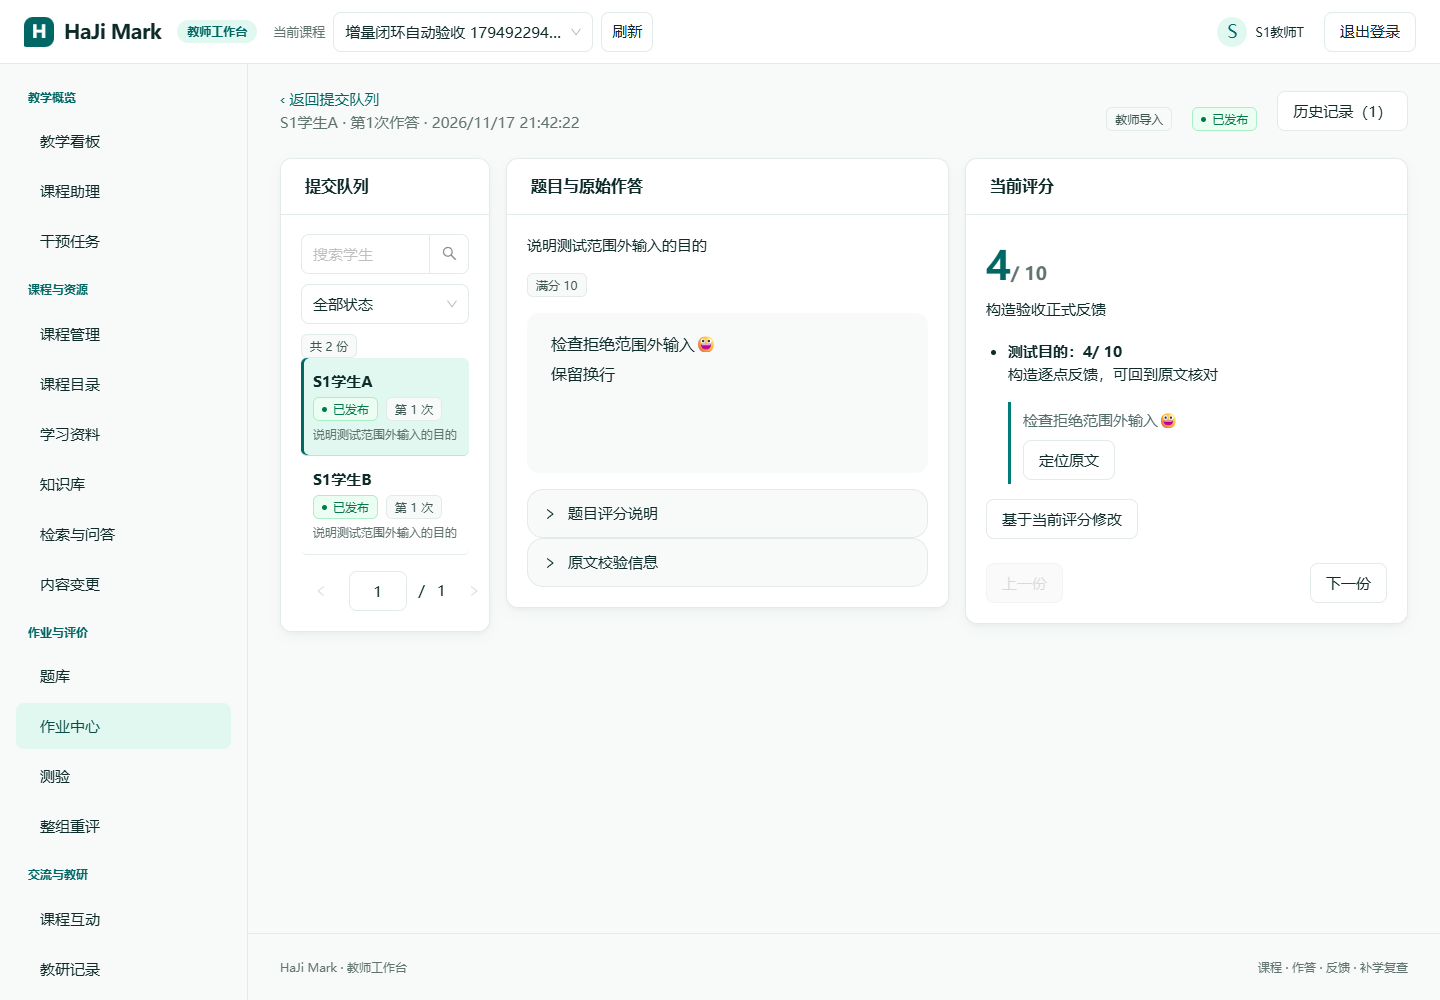 H HaJi Mark 教师工作台 当前课程 增量闭环自动验收 179492294... 刷新 S S1教师T 退出登录
教学概览
教学看板
课程助理
干预任务
课程与资源
课程管理
课程目录
学习资料
知识库
检索与问答
内容变更
作业与评价
题库
作业中心
测验
整组重评
交流与教研
课程互动
教研记录
‹ 返回提交队列
S1学生A · 第1次作答 · 2026/11/17 21:42:22
教师导入 已发布 历史记录（1）
提交队列
搜索学生
全部状态
共 2 份
S1学生A
已发布 第 1 次
说明测试范围外输入的目的
S1学生B
已发布 第 1 次
说明测试范围外输入的目的
1 / 1
题目与原始作答
说明测试范围外输入的目的
满分 10
检查拒绝范围外输入😀
保留换行
题目评分说明
原文校验信息
当前评分
4/ 10
构造验收正式反馈
测试目的：4/ 10
构造逐点反馈，可回到原文核对
检查拒绝范围外输入😀
定位原文
基于当前评分修改
上一份 下一份
HaJi Mark · 教师工作台
课程 · 作答 · 反馈 · 补学复查